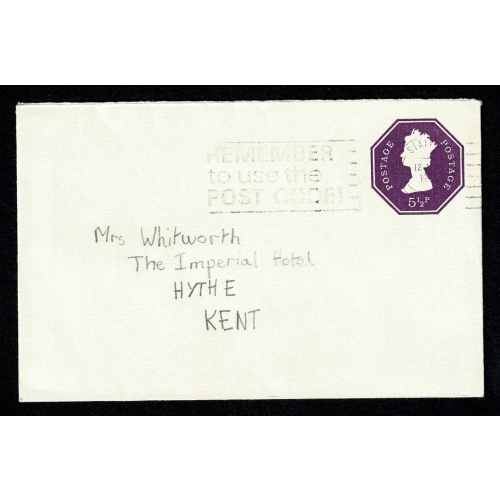 REMEMBER
to use the
POST CODE!
POSTAGE POSTAGE
5½P
Mrs Whitworth
The Imperial Hotel
HYTHE
KENT